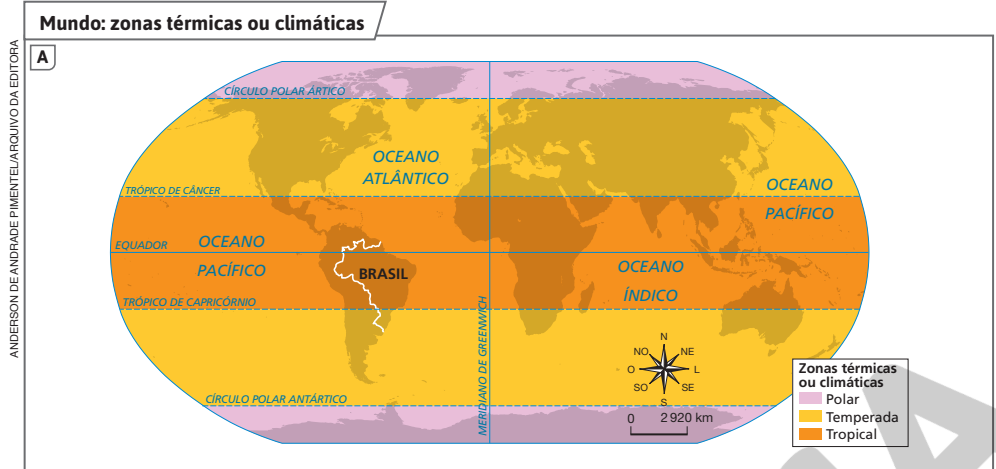 Mundo: zonas térmicas ou climáticas
ANDERSON DE ANDRADE PIMENTEL/ARQUIVO DA EDITORA
A
CÍRCULO POLAR ÁRTICO
OCEANO
ATLÂNTICO
OCEANO
PACÍFICO
TRÓPICO DE CÂNCER
EQUADOR
OCEANO
PACÍFICO
BRASIL
OCEANO
ÍNDICO
TRÓPICO DE CAPRICÓRNIO
MERIDIANO DE GREENWICH
N
NO
NE
O
L
SO
SE
S
CÍRCULO POLAR ANTÁRTICO
0 2 920 km
Zonas térmicas
ou climáticas
Polar
Temperada
Tropical